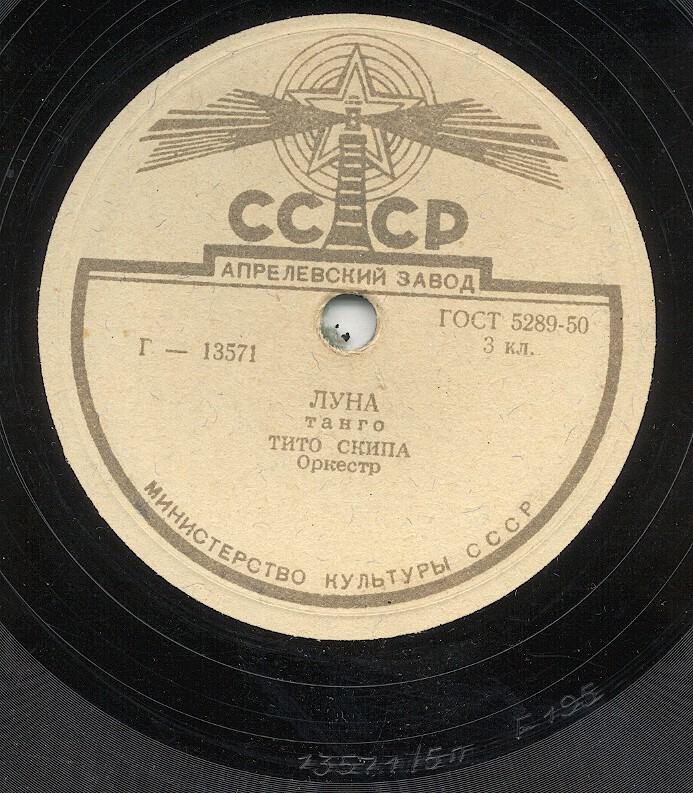 СССР
АПРЕЛЕВСКИЙ ЗАВОД
ГОСТ 5289-50
Г — 13571
3 кл.
ЛУНА
танго
ТИТО СКИПА
Оркестр
МИНИСТЕРСТВО КУЛЬТУРЫ СССР